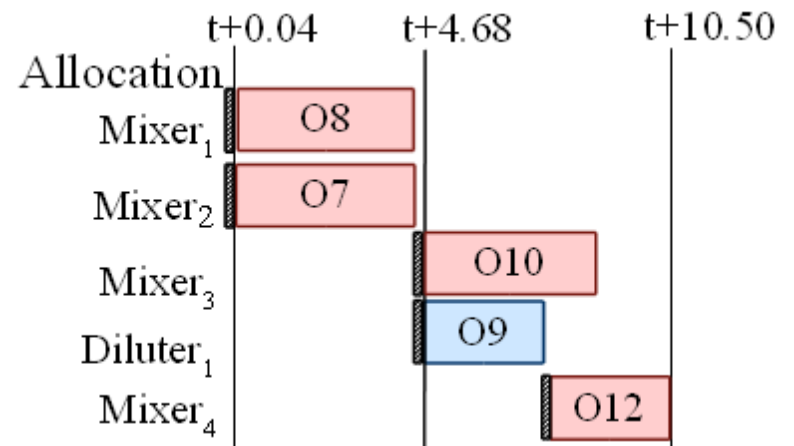 t+0.04 t+4.68 t+10.50
Allocation
Mixer₁ O8
Mixer₂ O7
Mixer₃ O10
Diluter₁ O9
Mixer₄ O12